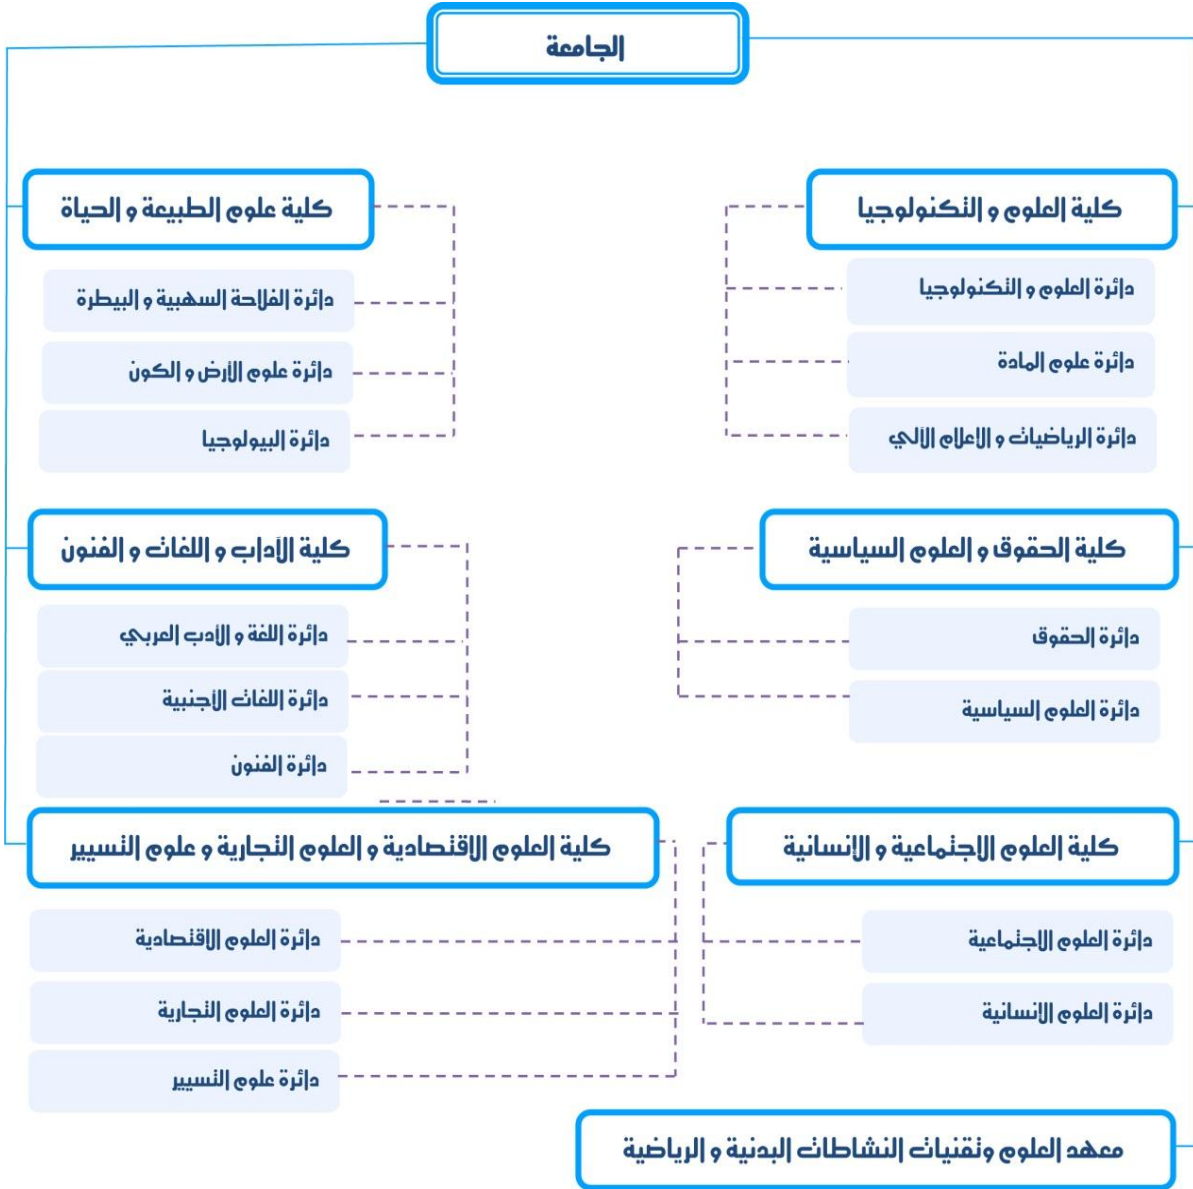 الجامعة
كلية العلوم و التكنولوجيا
دائرة العلوم و التكنولوجيا
دائرة علوم المادة
دائرة الرياضيات و الاعلام الآلي
كلية علوم الطبيعة و الحياة
دائرة الفلاحة السهبية و البيطرة
دائرة علوم الأرض و الكون
دائرة البيولوجيا
كلية الحقوق و العلوم السياسية
دائرة الحقوق
دائرة العلوم السياسية
كلية الآداب و اللغات و الفنون
دائرة اللغة و الأدب العربي
دائرة اللغات الأجنبية
دائرة الفنون
كلية العلوم الاجتماعية و الإنسانية
دائرة العلوم الاجتماعية
دائرة العلوم الإنسانية
كلية العلوم الاقتصادية و العلوم التجارية و علوم التسيير
دائرة العلوم الاقتصادية
دائرة العلوم التجارية
دائرة علوم التسيير
معهد العلوم وتقنيات النشاطات البدنية و الرياضية